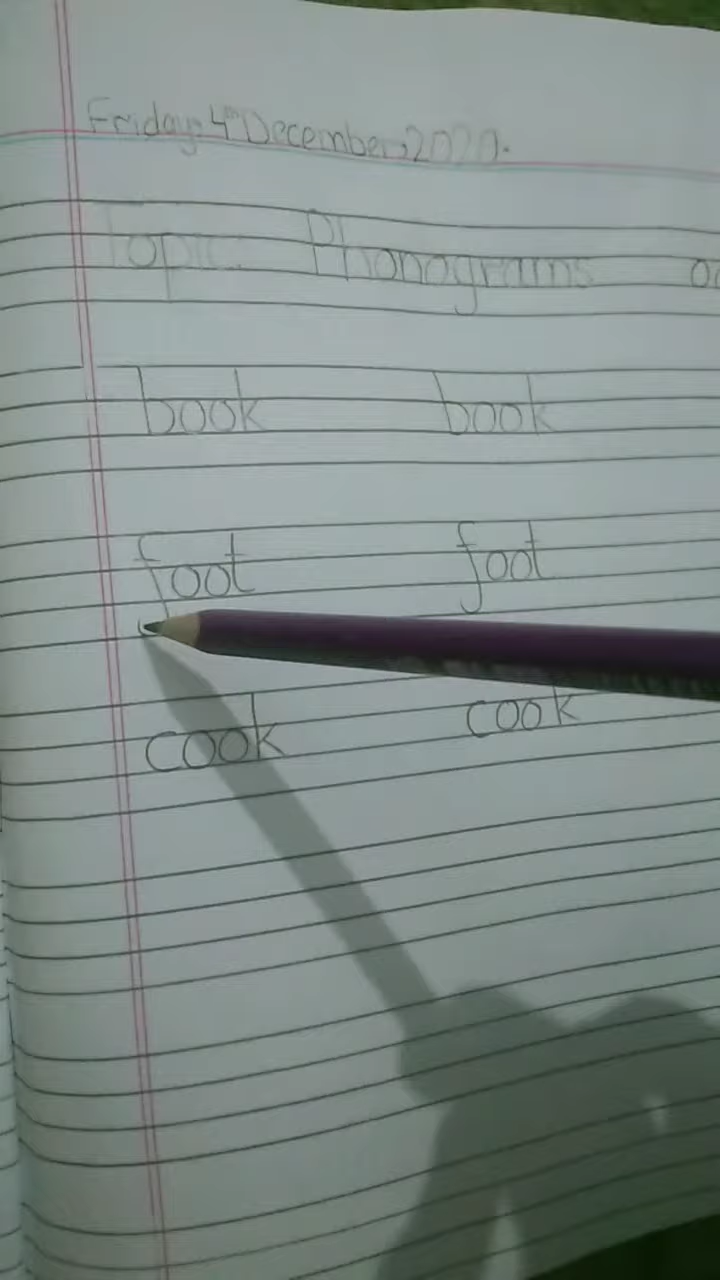 Friday, 4th December, 2020.
Topic: Phonograms
book book
foot foot
cook cook